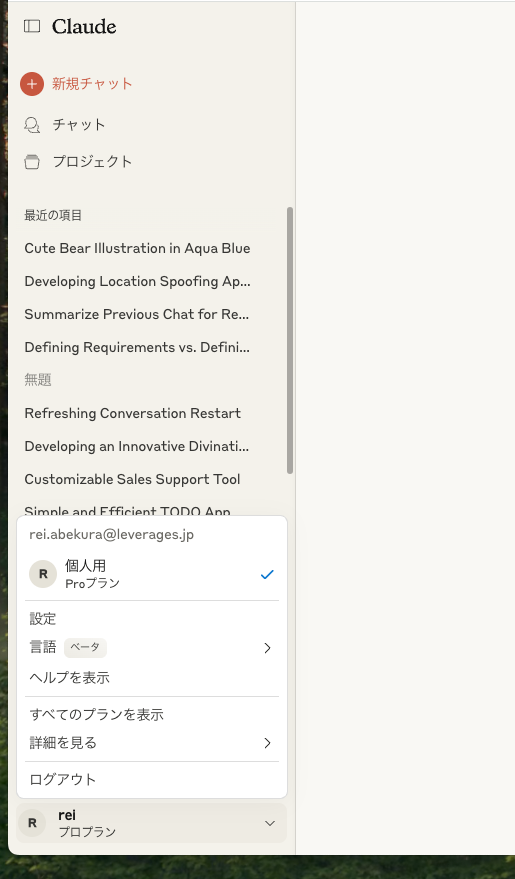 Claude
新規チャット
チャット
プロジェクト
最近の項目
Cute Bear Illustration in Aqua Blue
Developing Location Spoofing Ap...
Summarize Previous Chat for Re...
Defining Requirements vs. Defini...
無題
Refreshing Conversation Restart
Developing an Innovative Divinati...
Customizable Sales Support Tool
Simple and Efficient TODO App
rei.abekura@leverages.jp
R 個人用
Proプラン
設定
言語 ベータ
ヘルプを表示
すべてのプランを表示
詳細を見る
ログアウト
R rei
プロプラン